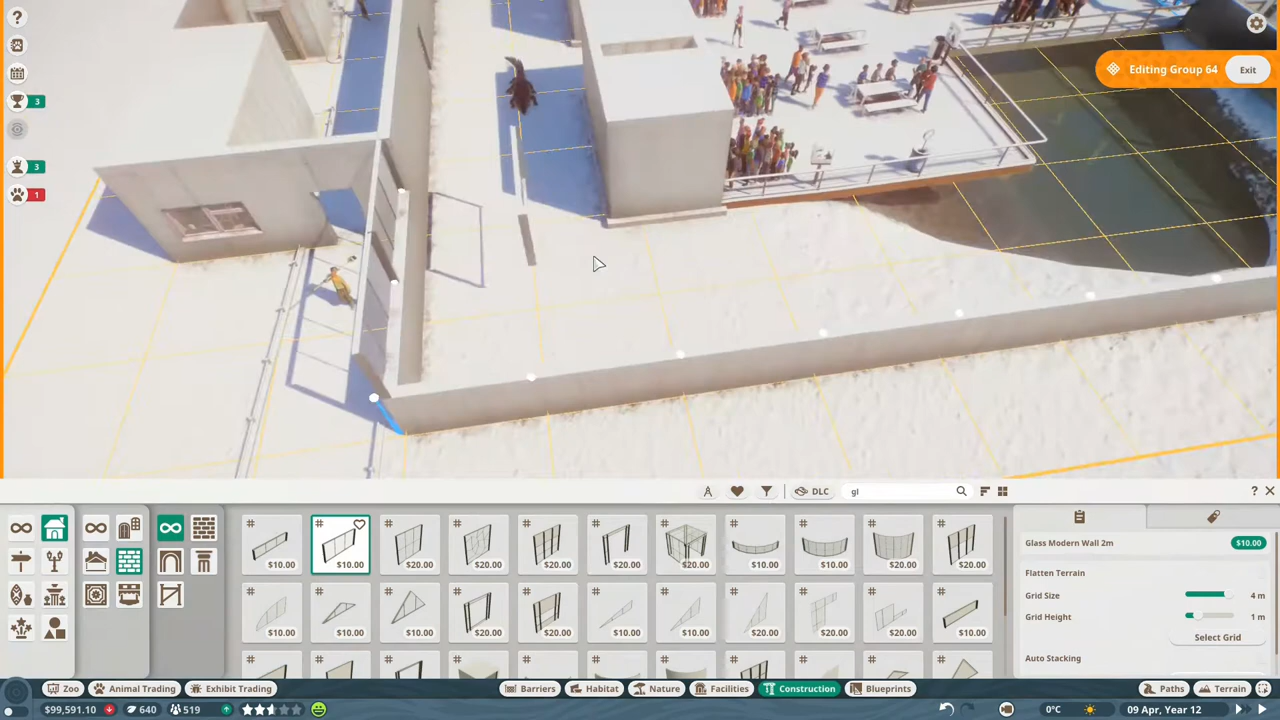 ?
Editing Group 64
Exit
3
3
1
DLC
gl
?
$10.00
$10.00
$20.00
$20.00
$20.00
$20.00
$20.00
$10.00
$10.00
$20.00
$20.00
$10.00
$10.00
$10.00
$20.00
$20.00
$10.00
$10.00
$20.00
$20.00
$20.00
$10.00
Glass Modern Wall 2m
$10.00
Flatten Terrain
Grid Size
4 m
Grid Height
1 m
Select Grid
Auto Stacking
Zoo
Animal Trading
Exhibit Trading
Barriers
Habitat
Nature
Facilities
Construction
Blueprints
Paths
Terrain
$99,591.10
640
519
0°C
09 Apr, Year 12